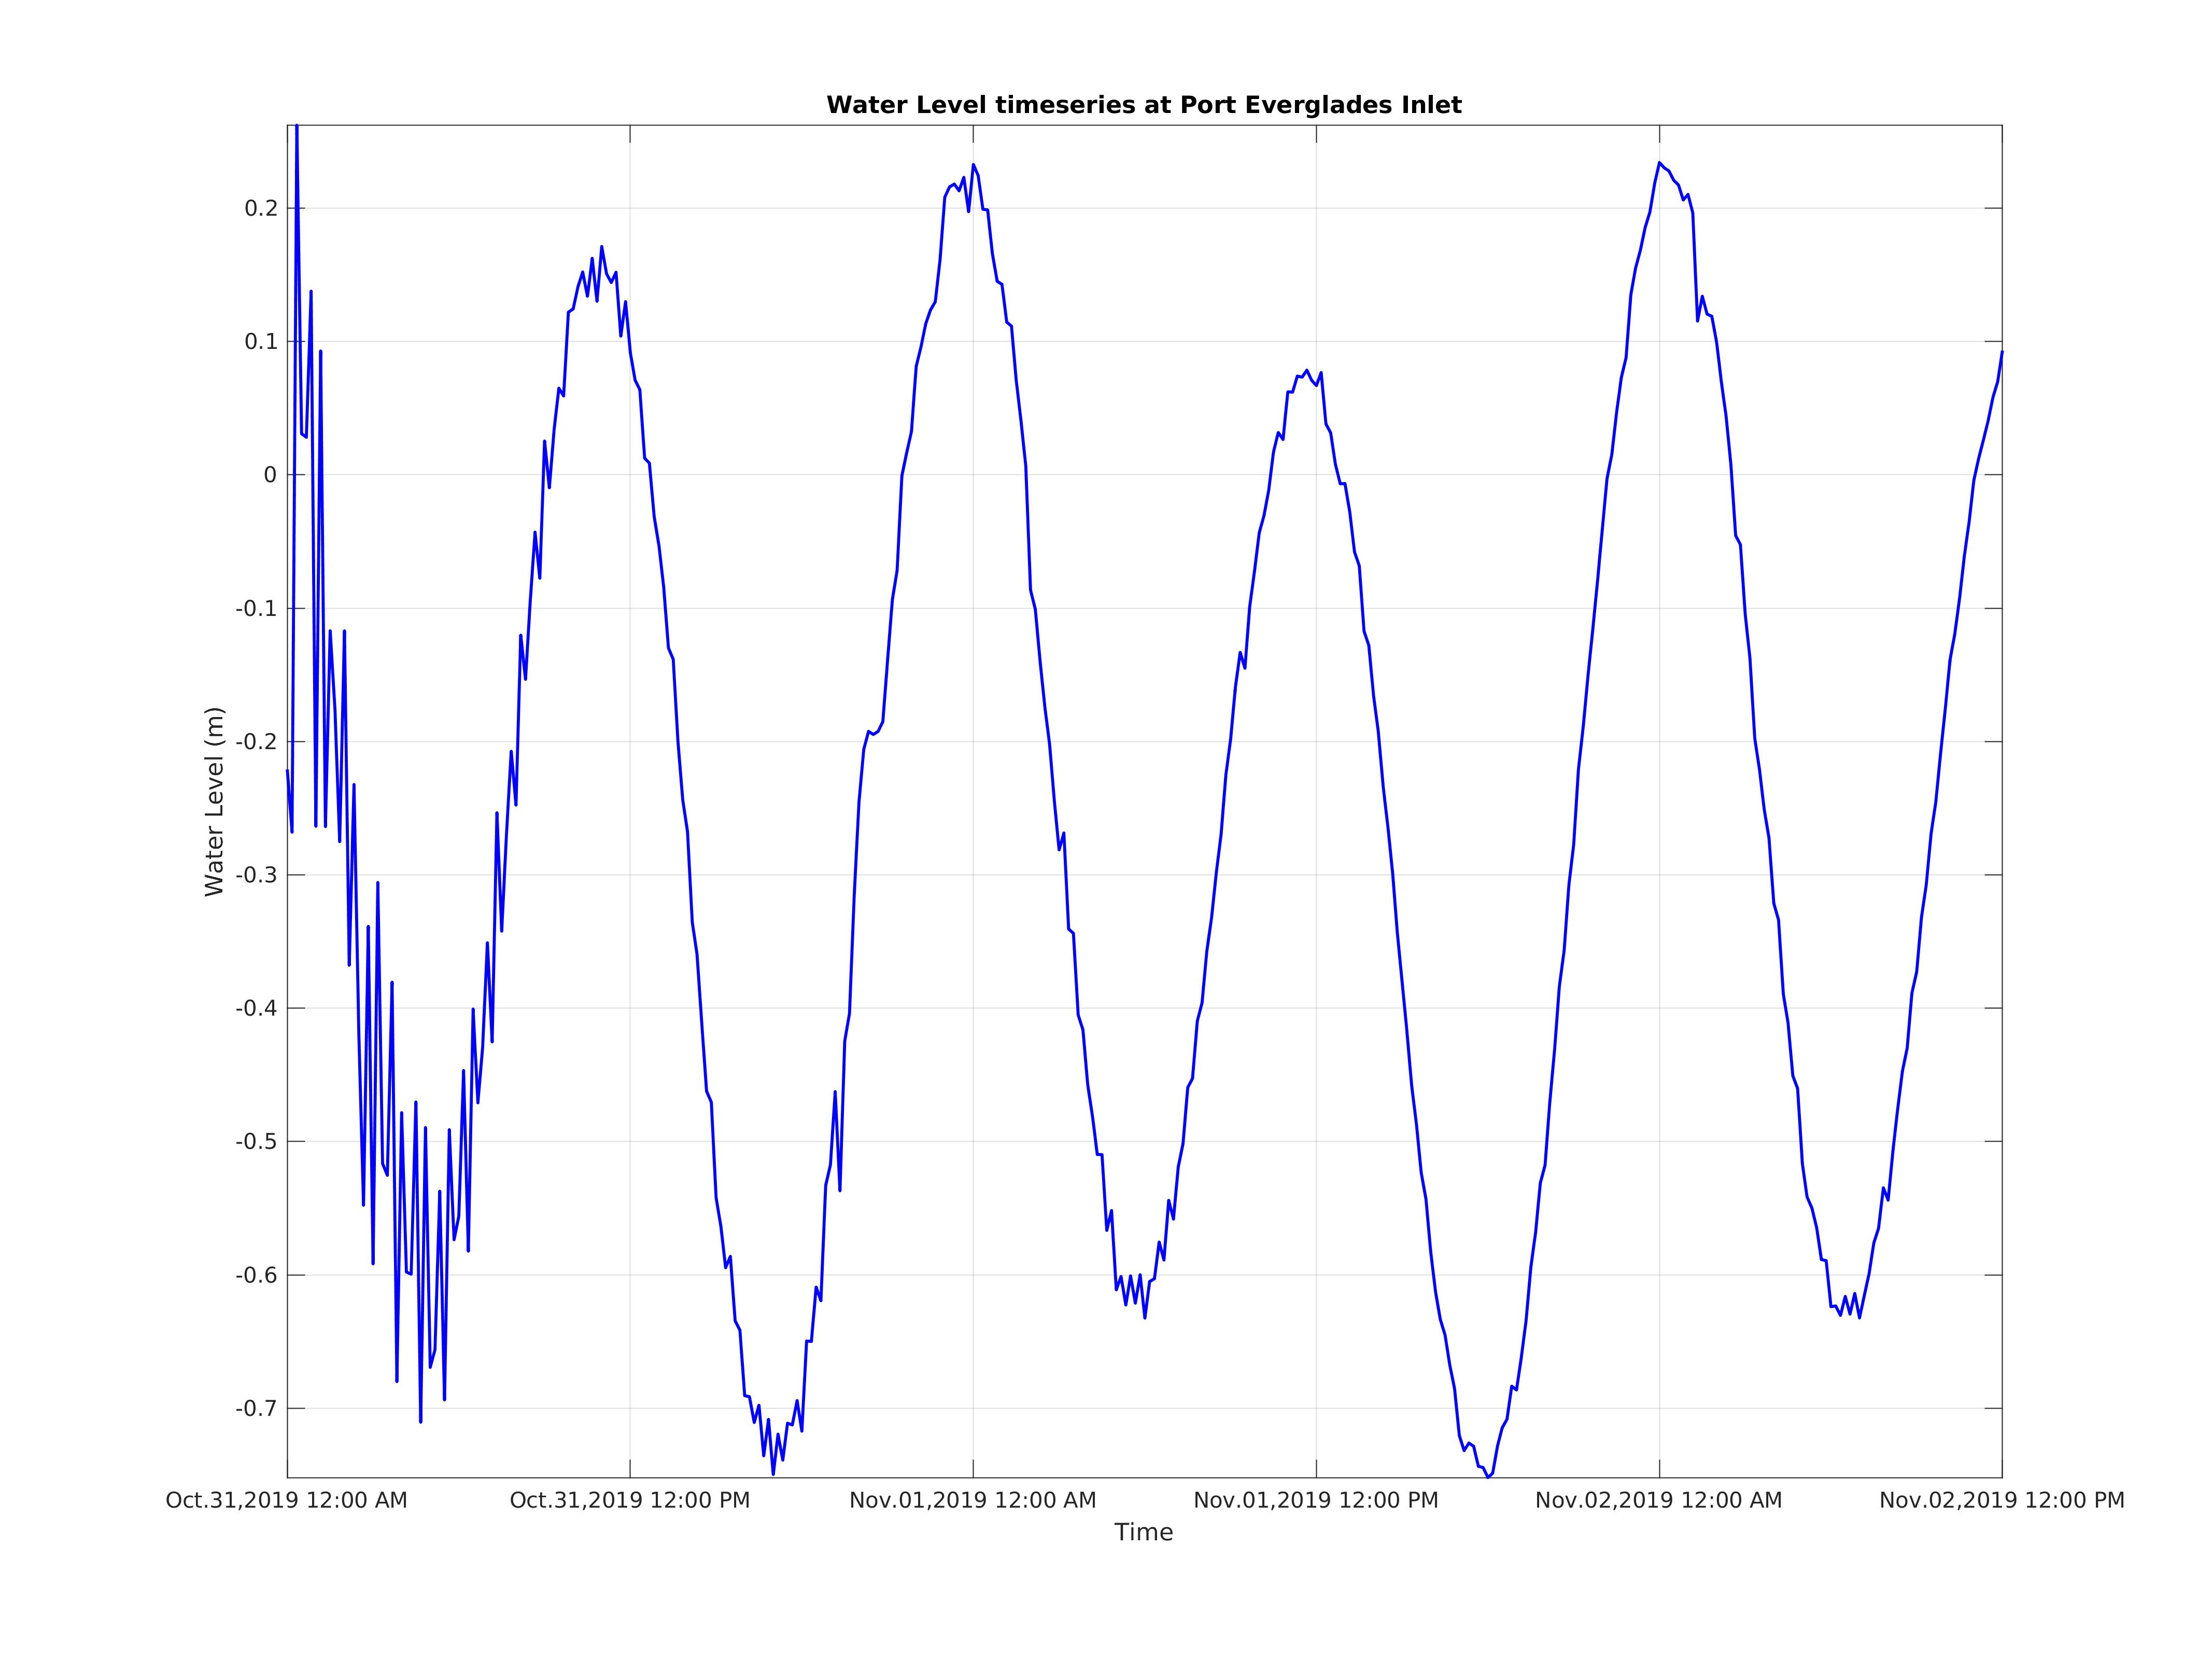 Water Level timeseries at Port Everglades Inlet
0.2
0.1
0
-0.1
-0.2
-0.3
-0.4
-0.5
-0.6
-0.7
Water Level (m)
Oct.31,2019 12:00 AM
Oct.31,2019 12:00 PM
Nov.01,2019 12:00 AM
Nov.01,2019 12:00 PM
Nov.02,2019 12:00 AM
Nov.02,2019 12:00 PM
Time